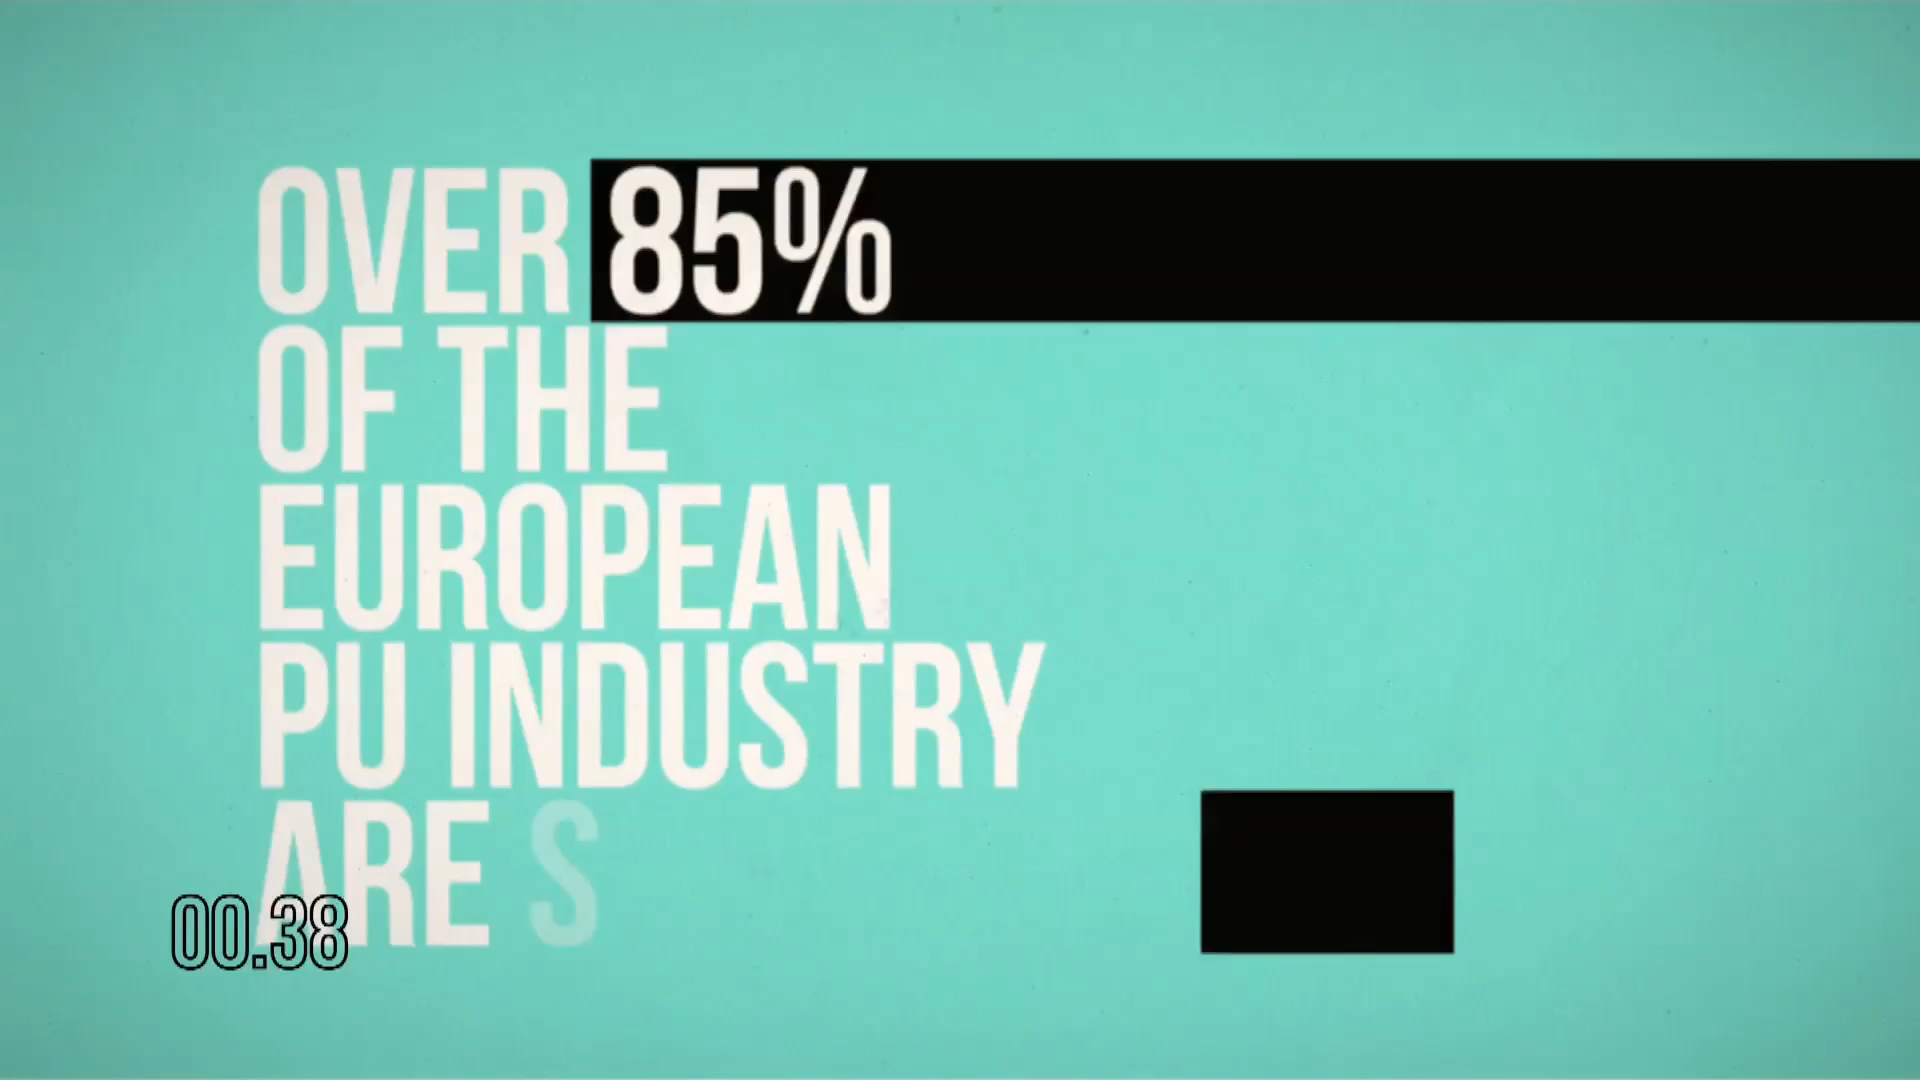 OVER 85%
OF THE
EUROPEAN
PU INDUSTRY
ARE S
00.38